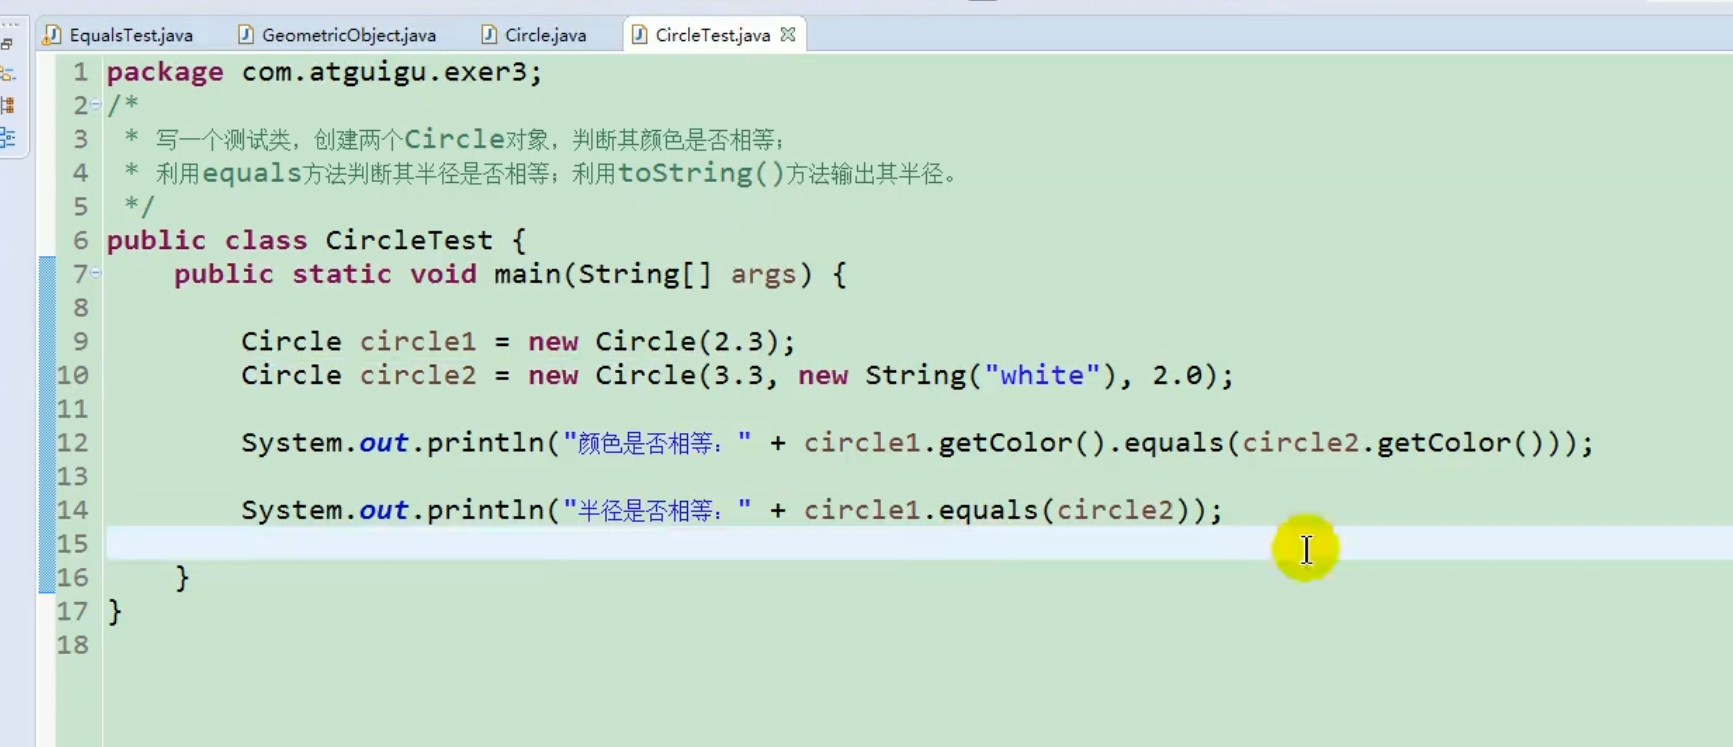 EqualsTest.java GeometricObject.java Circle.java CircleTest.java
1 package com.atguigu.exer3;
2 /*
3  * 写一个测试类，创建两个Circle对象，判断其颜色是否相等；
4  * 利用equals方法判断其半径是否相等；利用toString()方法输出其半径。
5  */
6 public class CircleTest {
7     public static void main(String[] args) {
8
9         Circle circle1 = new Circle(2.3);
10         Circle circle2 = new Circle(3.3, new String("white"), 2.0);
11
12         System.out.println("颜色是否相等：" + circle1.getColor().equals(circle2.getColor()));
13
14         System.out.println("半径是否相等：" + circle1.equals(circle2));
15
16     }
17 }
18